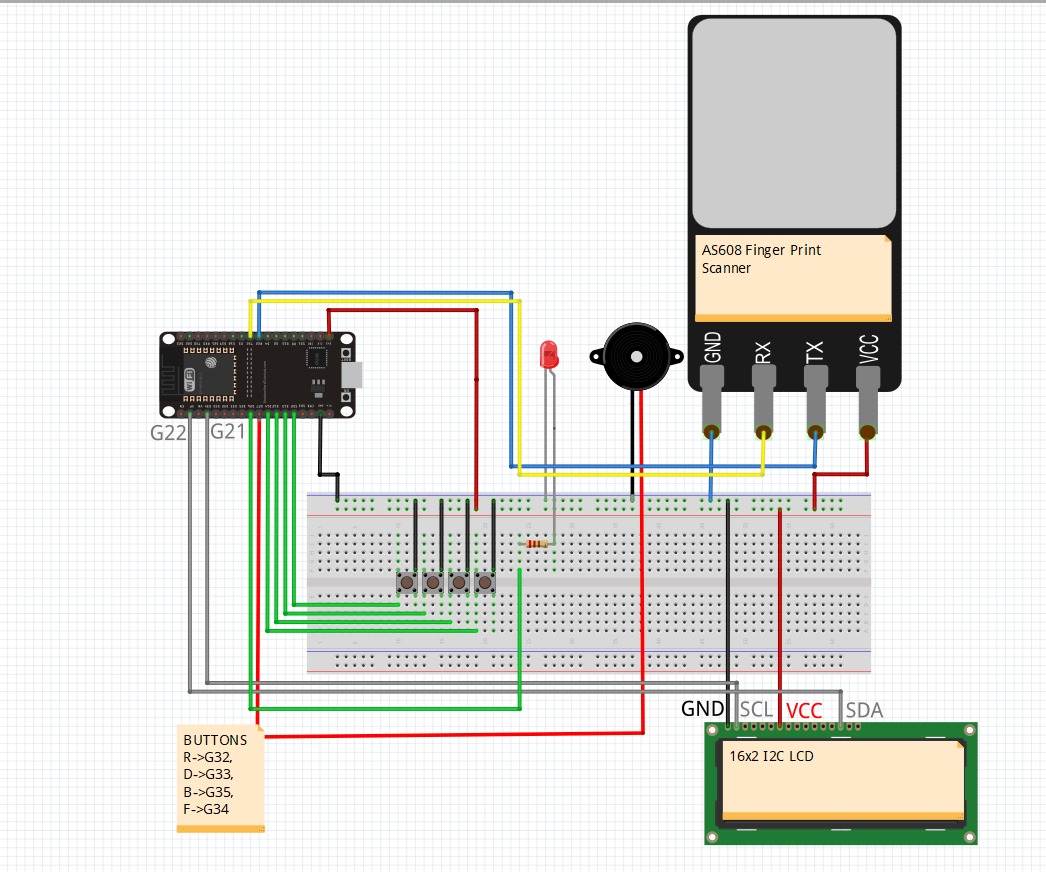 AS608 Finger Print
Scanner
GND
RX
TX
VCC
WiFi
G22
G21
GND
SCL
VCC
SDA
BUTTONS
R->G32,
D->G33,
B->G35,
F->G34
16x2 I2C LCD